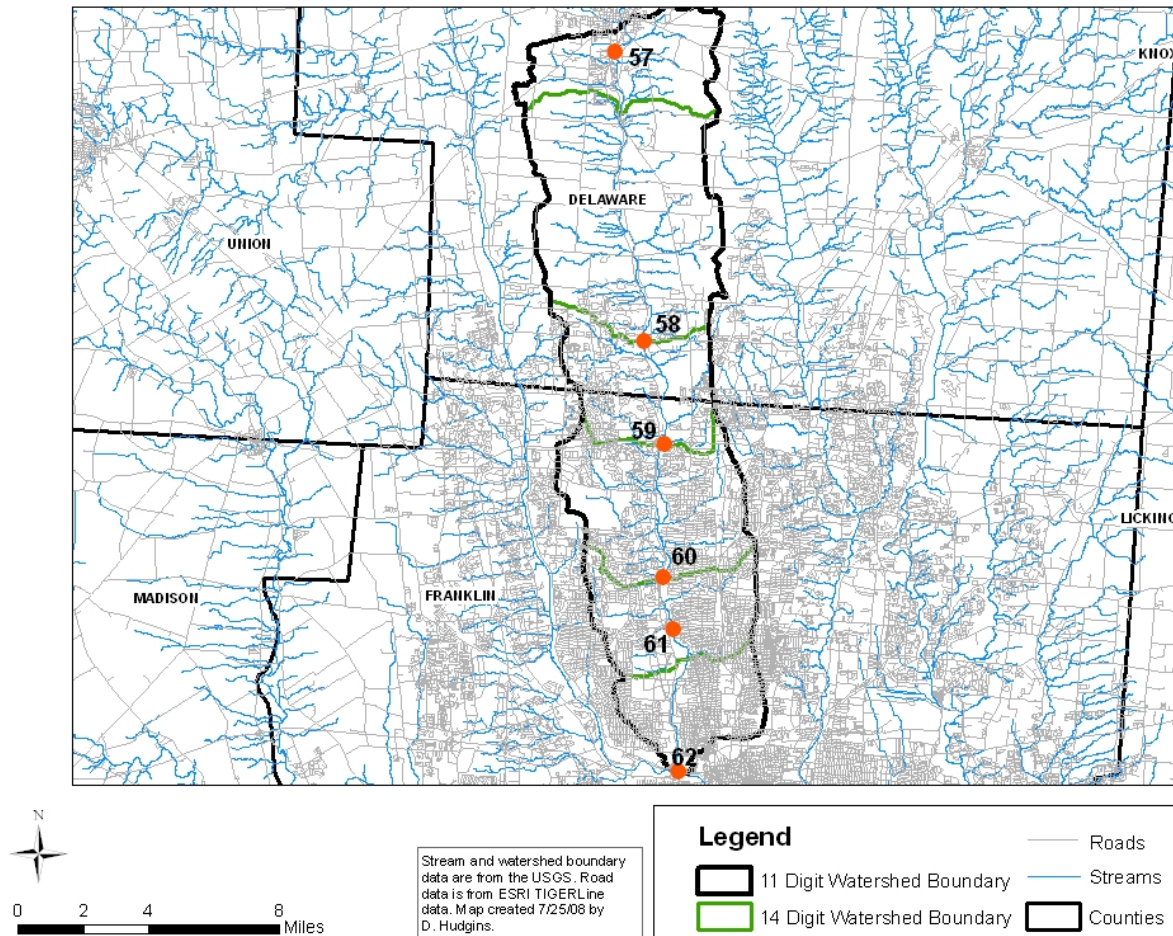 57
KNOX
DELAWARE
UNION
58
59
LICKING
60
MADISON
FRANKLIN
61
62
N
0 2 4 8
Miles
Stream and watershed boundary
data are from the USGS. Road
data is from ESRI TIGERLine
data. Map created 7/25/08 by
D. Hudgins.
Legend
11 Digit Watershed Boundary
14 Digit Watershed Boundary
Roads
Streams
Counties